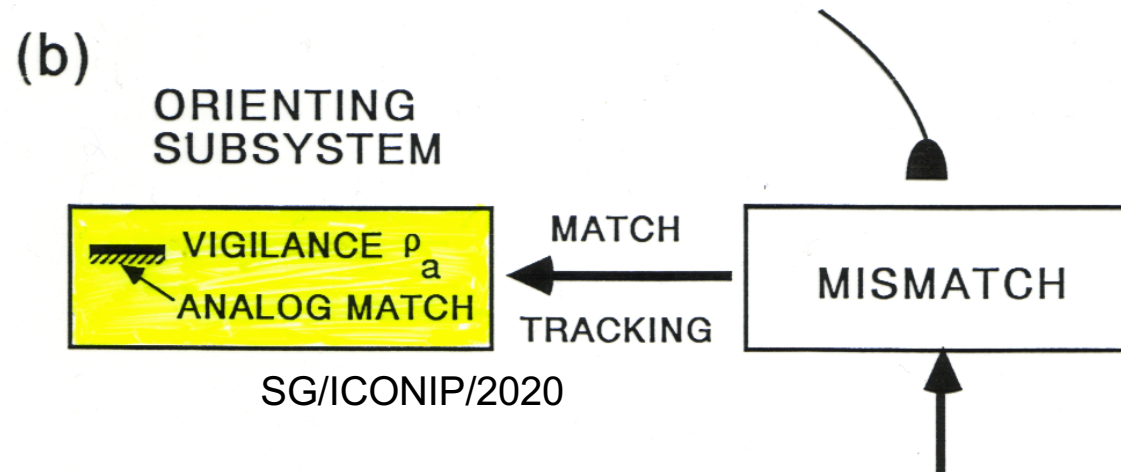 (b)
ORIENTING
SUBSYSTEM
VIGILANCE ρa
ANALOG MATCH
MATCH
TRACKING
MISMATCH
SG/ICONIP/2020